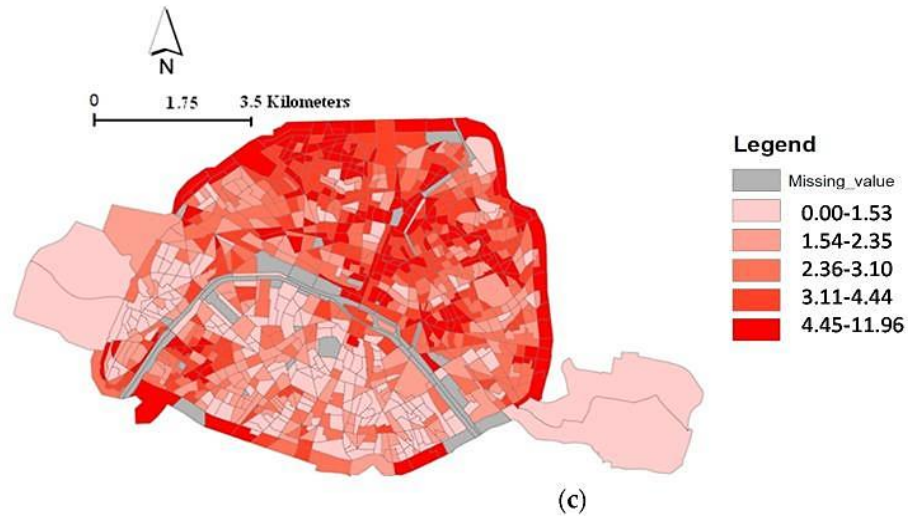 N
0 1.75 3.5 Kilometers
Legend
Missing_value
0.00-1.53
1.54-2.35
2.36-3.10
3.11-4.44
4.45-11.96
(c)